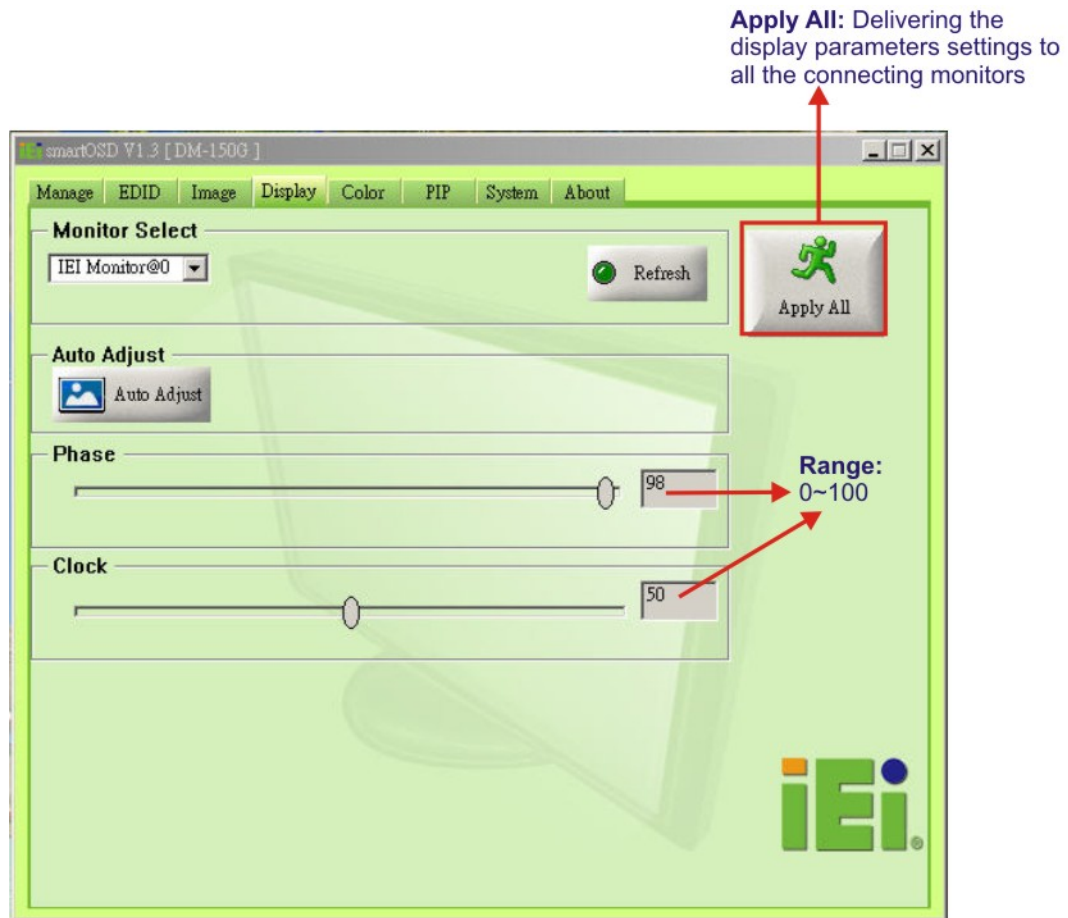 Apply All: Delivering the
display parameters settings to
all the connecting monitors
iEi smartOSD V1.3 [ DM-150G ]
Manage EDID Image Display Color PIP System About
Monitor Select
IEI Monitor@0
Refresh
Apply All
Auto Adjust
Auto Adjust
Phase
98
Range:
0~100
Clock
50
iEi®